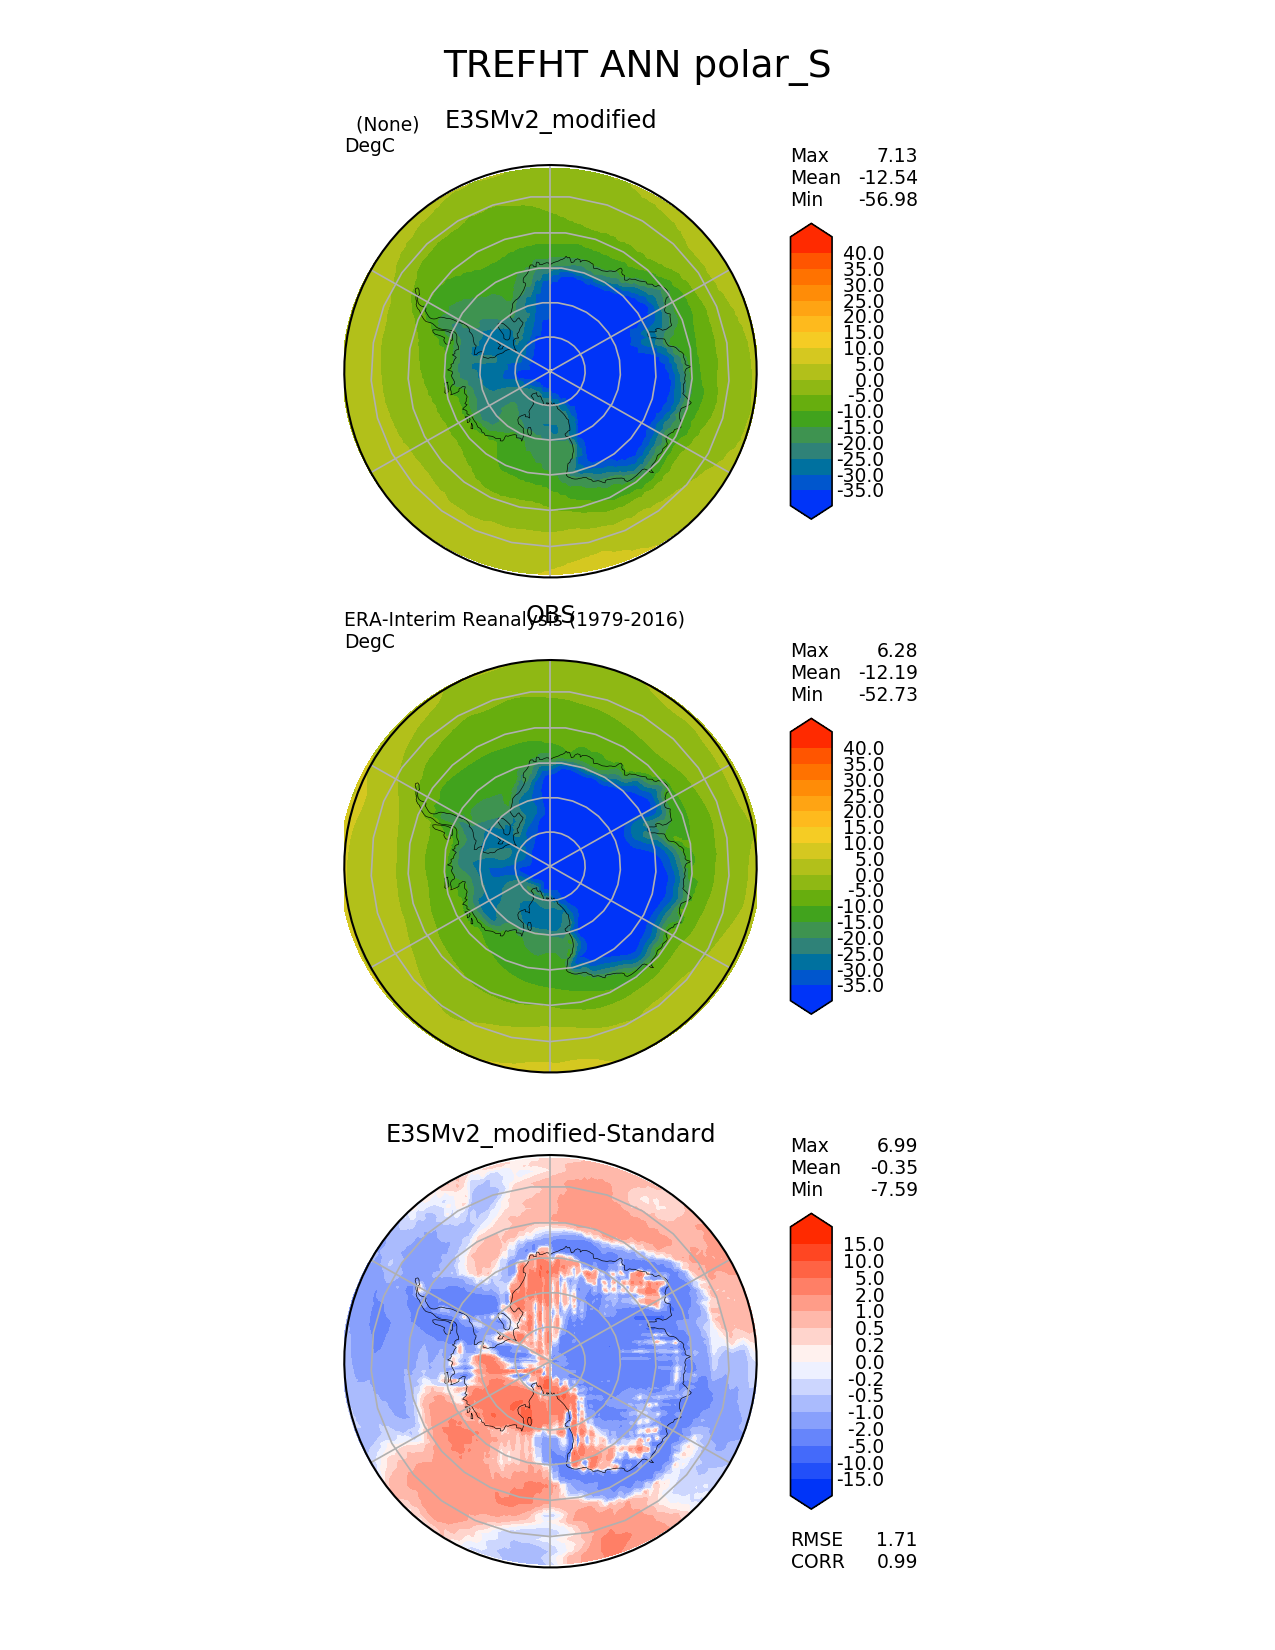 TREFHT ANN polar_S
(None) E3SMv2_modified
DegC
Max 7.13
Mean -12.54
Min -56.98
40.0
35.0
30.0
25.0
20.0
15.0
10.0
5.0
0.0
-5.0
-10.0
-15.0
-20.0
-25.0
-30.0
-35.0
OBS
ERA-Interim Reanalysis (1979-2016)
DegC
Max 6.28
Mean -12.19
Min -52.73
40.0
35.0
30.0
25.0
20.0
15.0
10.0
5.0
0.0
-5.0
-10.0
-15.0
-20.0
-25.0
-30.0
-35.0
E3SMv2_modified-Standard
Max 6.99
Mean -0.35
Min -7.59
15.0
10.0
5.0
2.0
1.0
0.5
0.2
0.0
-0.2
-0.5
-1.0
-2.0
-5.0
-10.0
-15.0
RMSE 1.71
CORR 0.99